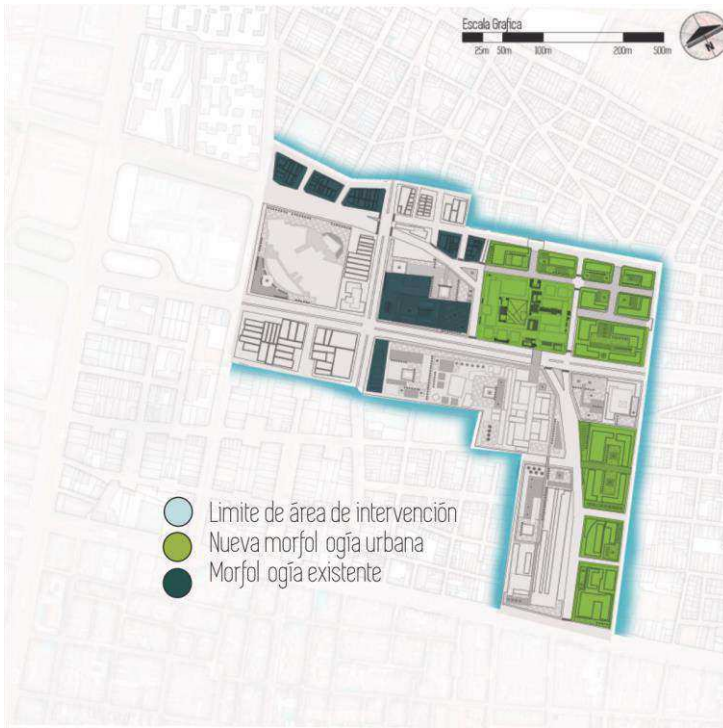 Escala Grafica
25m 50m 100m 200m 500m
N
Limite de área de intervención
Nueva morfol ogía urbana
Morfol ogía existente